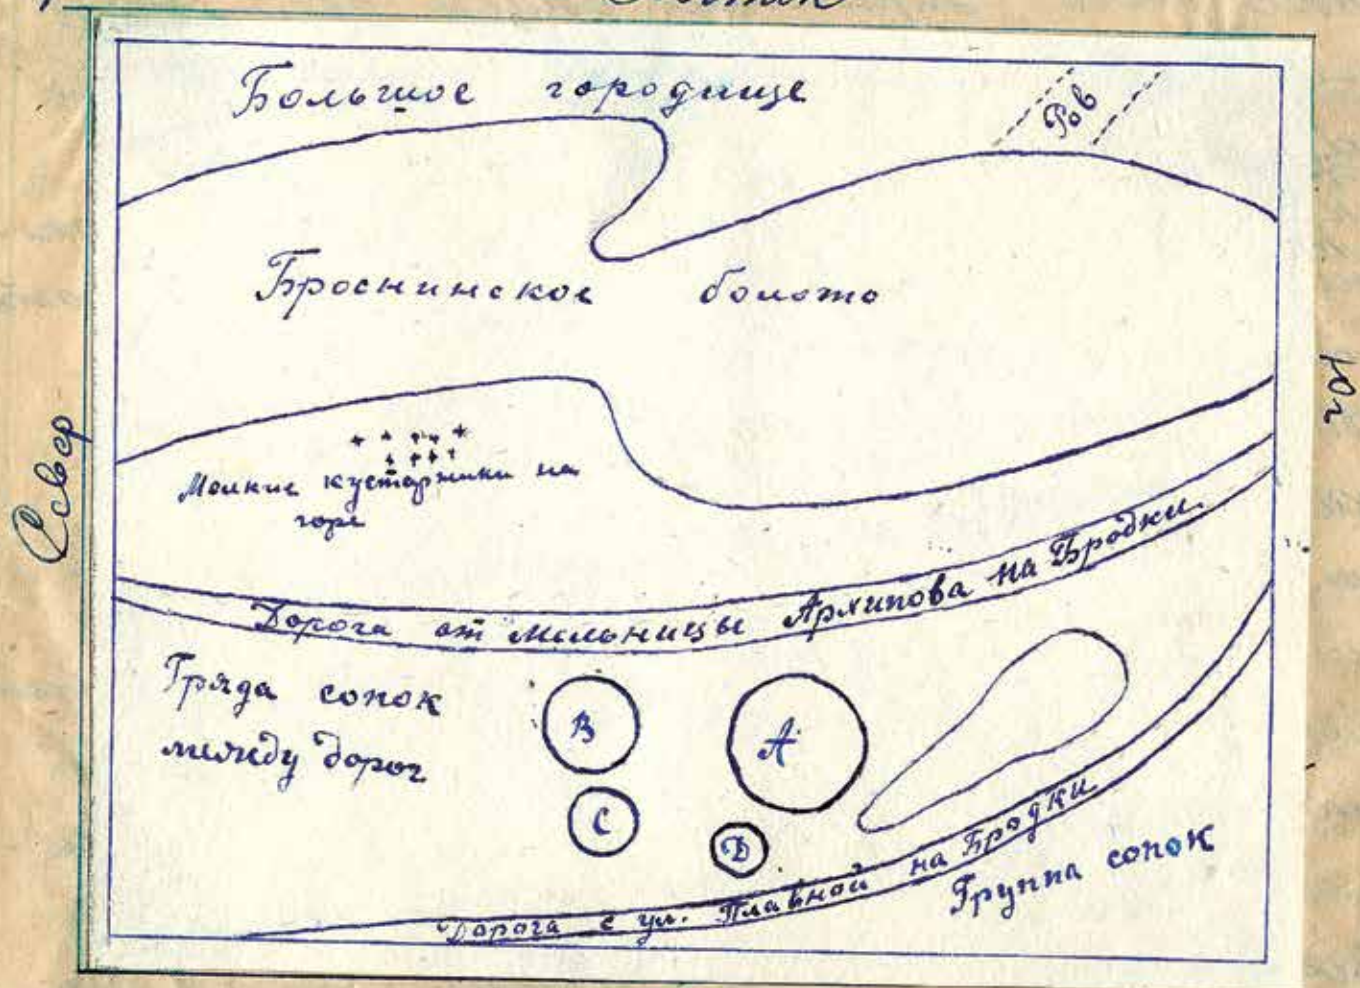 Большое городище
Ров
Броснинское болото
Юг
Север
Мелкие кустарники на
горе
Дорога от мельницы Архипова на Бродки.
Гряда сопок
между дорог
В
А
С
D
Дорога с ул. Главной на Бродки
Группа сопок